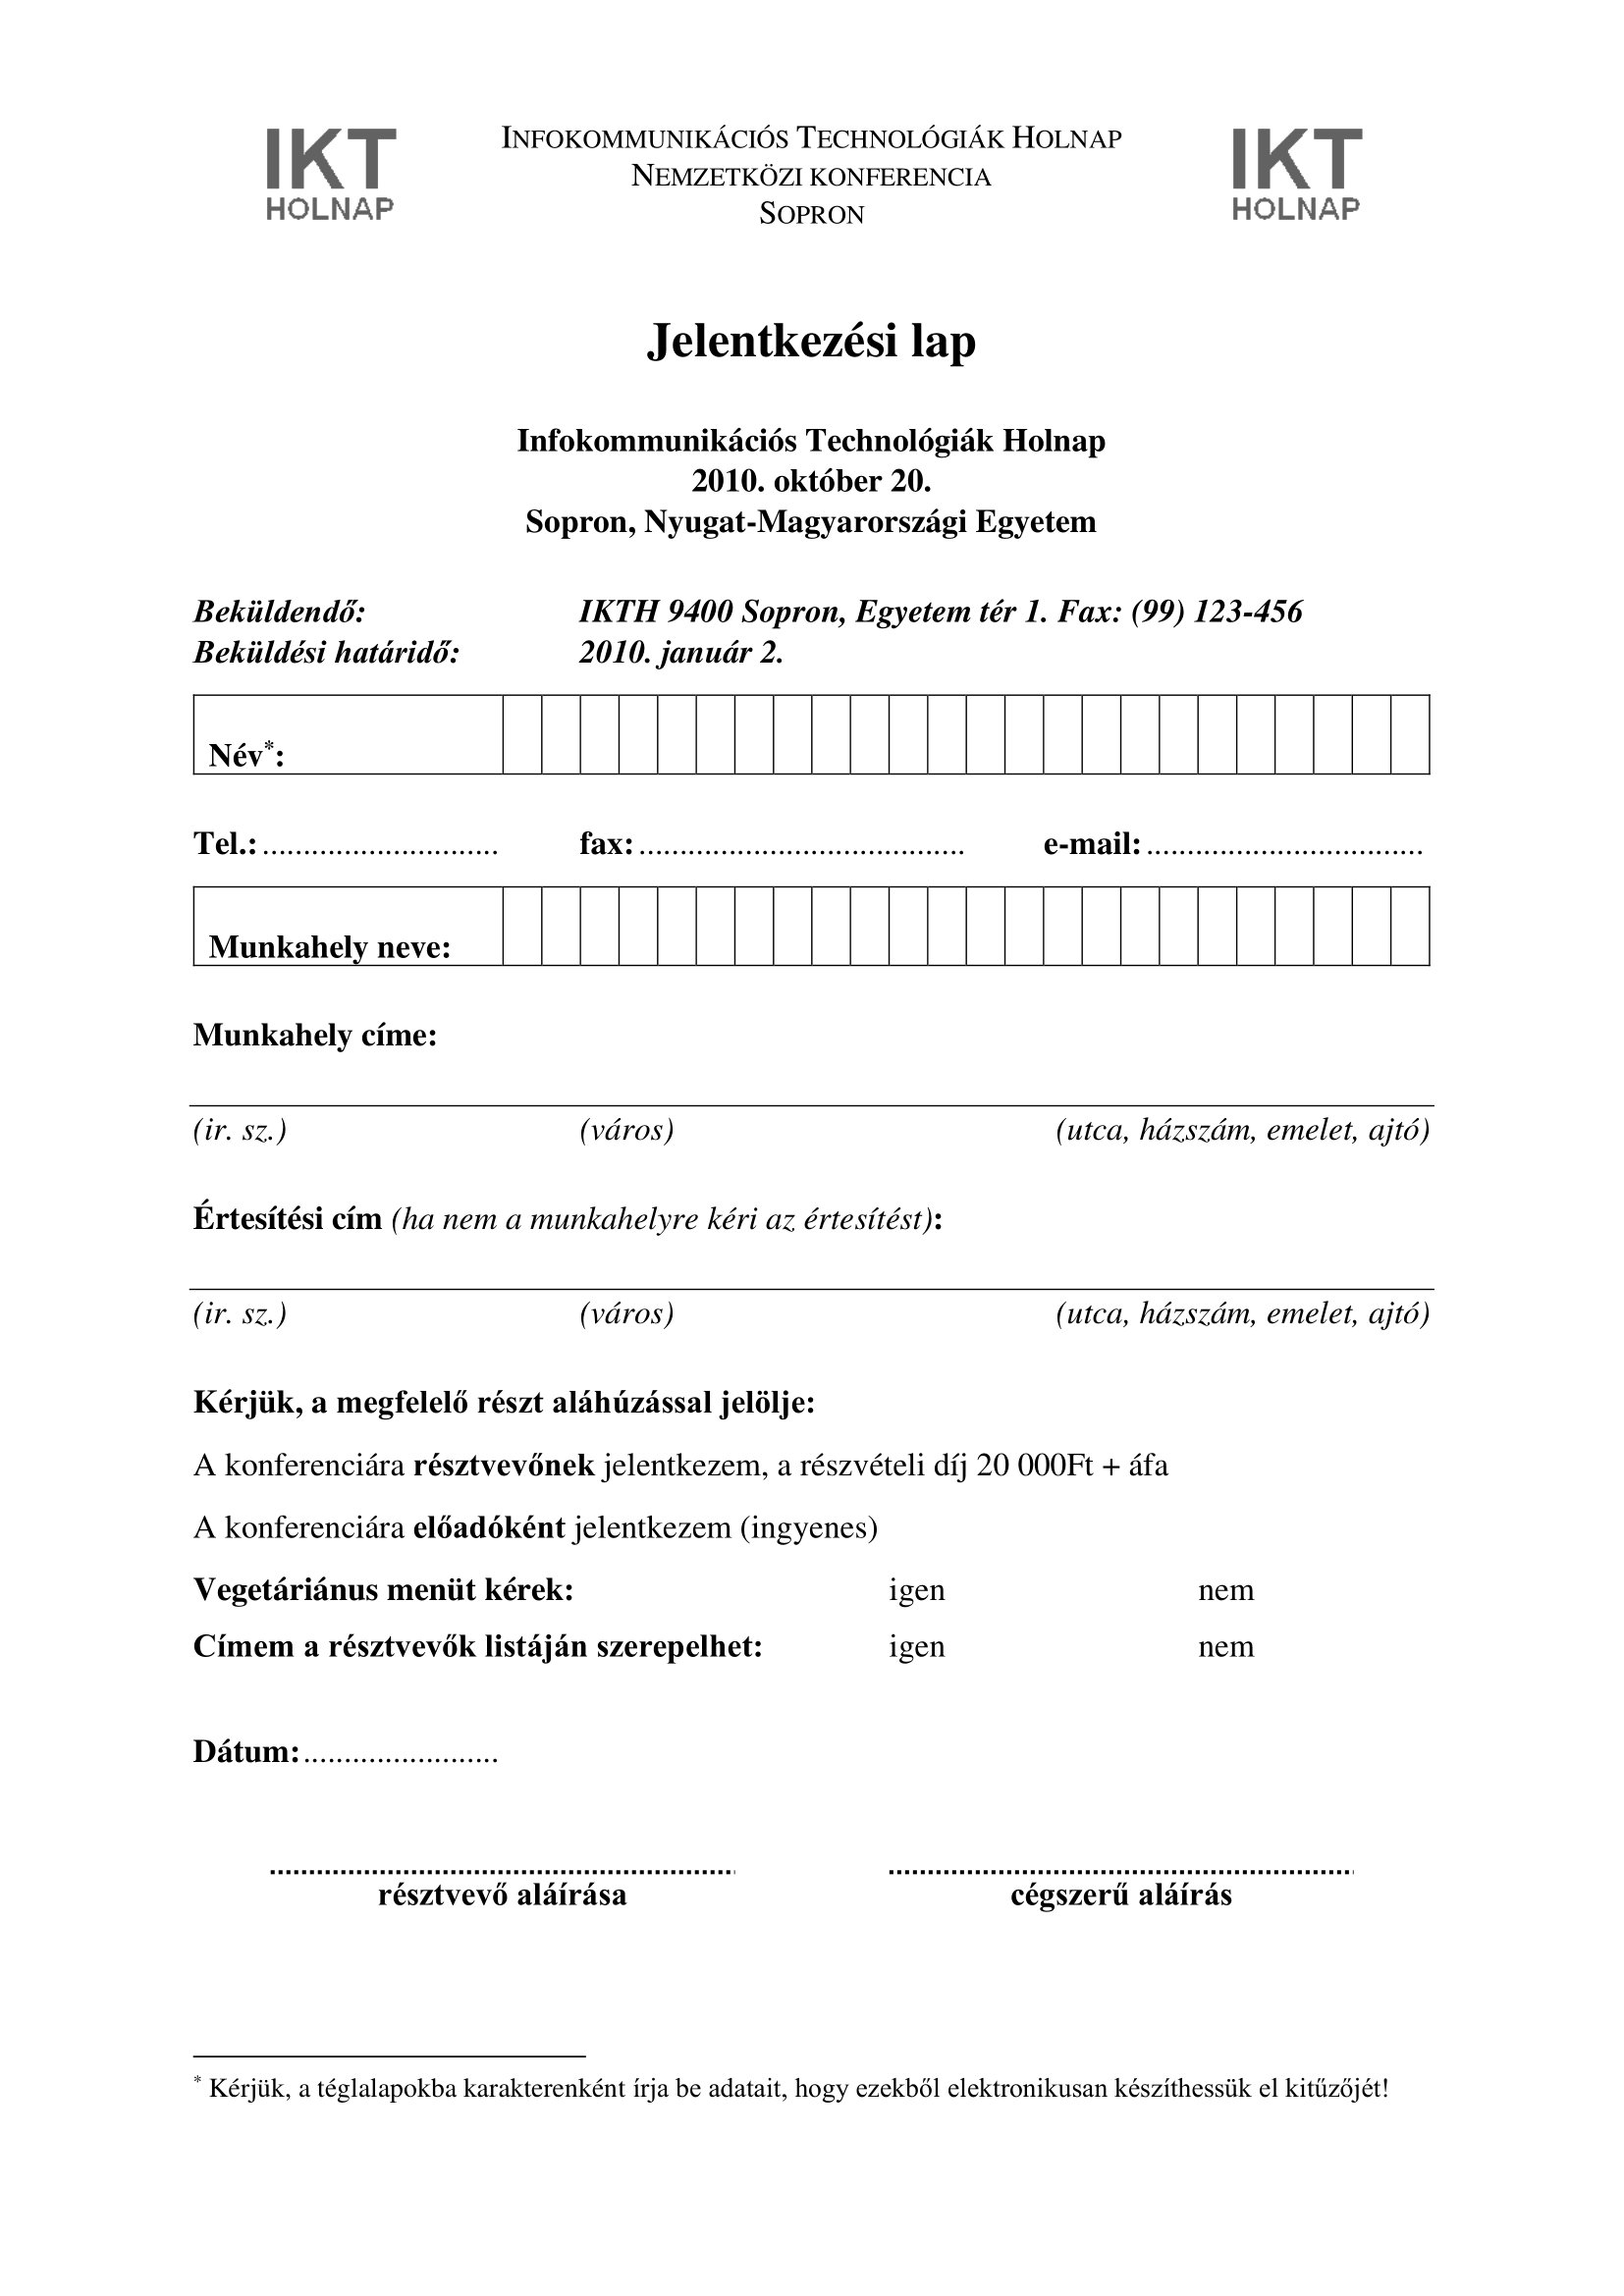 IKT
HOLNAP
INFOKOMMUNIKÁCIÓS TECHNOLÓGIÁK HOLNAP
NEMZETKÖZI KONFERENCIA
SOPRON
IKT
HOLNAP
Jelentkezési lap
Infokommunikációs Technológiák Holnap
2010. október 20.
Sopron, Nyugat-Magyarországi Egyetem
Beküldendő: IKTH 9400 Sopron, Egyetem tér 1. Fax: (99) 123-456
Beküldési határidő: 2010. január 2.
Név*:
Tel.:............................. fax:........................................ e-mail:..................................
Munkahely neve:
Munkahely címe:
(ir. sz.) (város) (utca, házszám, emelet, ajtó)
Értesítési cím (ha nem a munkahelyre kéri az értesítést):
(ir. sz.) (város) (utca, házszám, emelet, ajtó)
Kérjük, a megfelelő részt aláhúzással jelölje:
A konferenciára résztvevőnek jelentkezem, a részvételi díj 20 000Ft + áfa
A konferenciára előadóként jelentkezem (ingyenes)
Vegetáriánus menüt kérek: igen nem
Címem a résztvevők listáján szerepelhet: igen nem
Dátum:........................
résztvevő aláírása cégszerű aláírás
* Kérjük, a téglalapokba karakterenként írja be adatait, hogy ezekből elektronikusan készíthessük el kitűzőjét!